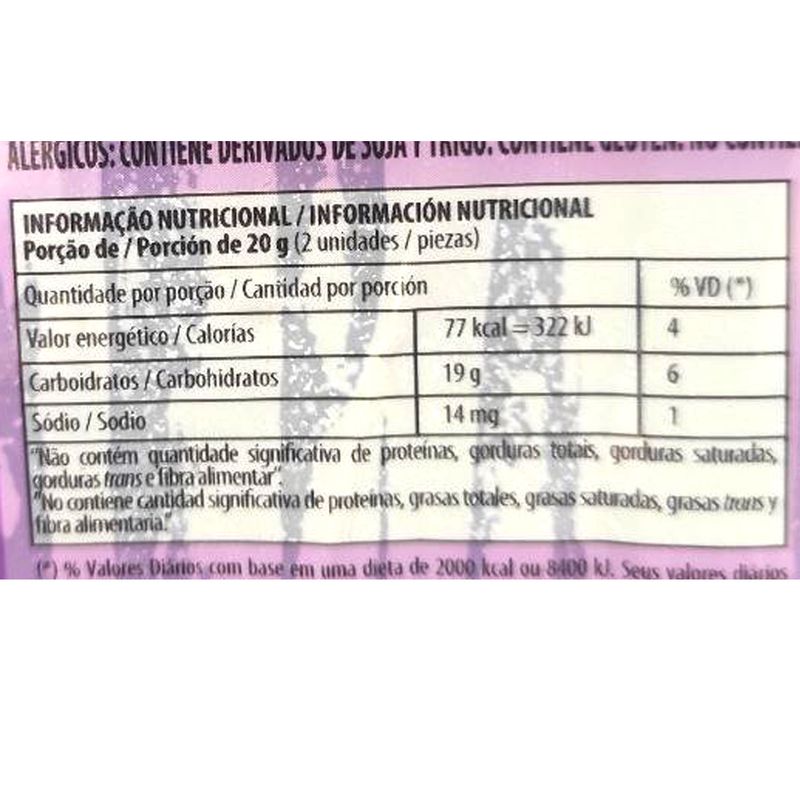 ALÉRGICOS: CONTIENE DERIVADOS DE SOJA Y TRIGO. CONTIENE GLUTEN. NO CONTIE
INFORMAÇÃO NUTRICIONAL / INFORMACIÓN NUTRICIONAL
Porção de / Porción de 20 g (2 unidades / piezas)
Quantidade por porção / Cantidad por porción % VD (*)
Valor energético / Calorías 77 kcal = 322 kJ 4
Carboidratos / Carbohidratos 19 g 6
Sódio / Sodio 14 mg 1
"Não contém quantidade significativa de proteínas, gorduras totais, gorduras saturadas,
gorduras trans e fibra alimentar".
"No contiene cantidad significativa de proteínas, grasas totales, grasas saturadas, grasas trans y
fibra alimentaria."
(*) % Valores Diários com base em uma dieta de 2000 kcal ou 8400 kJ. Seus valores diários